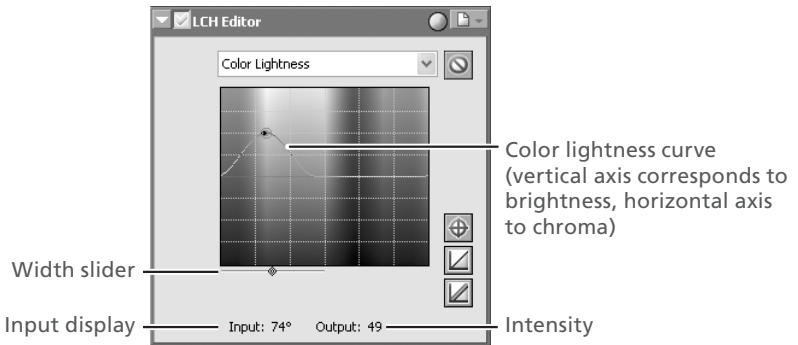 LCH Editor
Color Lightness
Color lightness curve
(vertical axis corresponds to
brightness, horizontal axis
to chroma)
Width slider
Input display
Input: 74°
Output: 49
Intensity